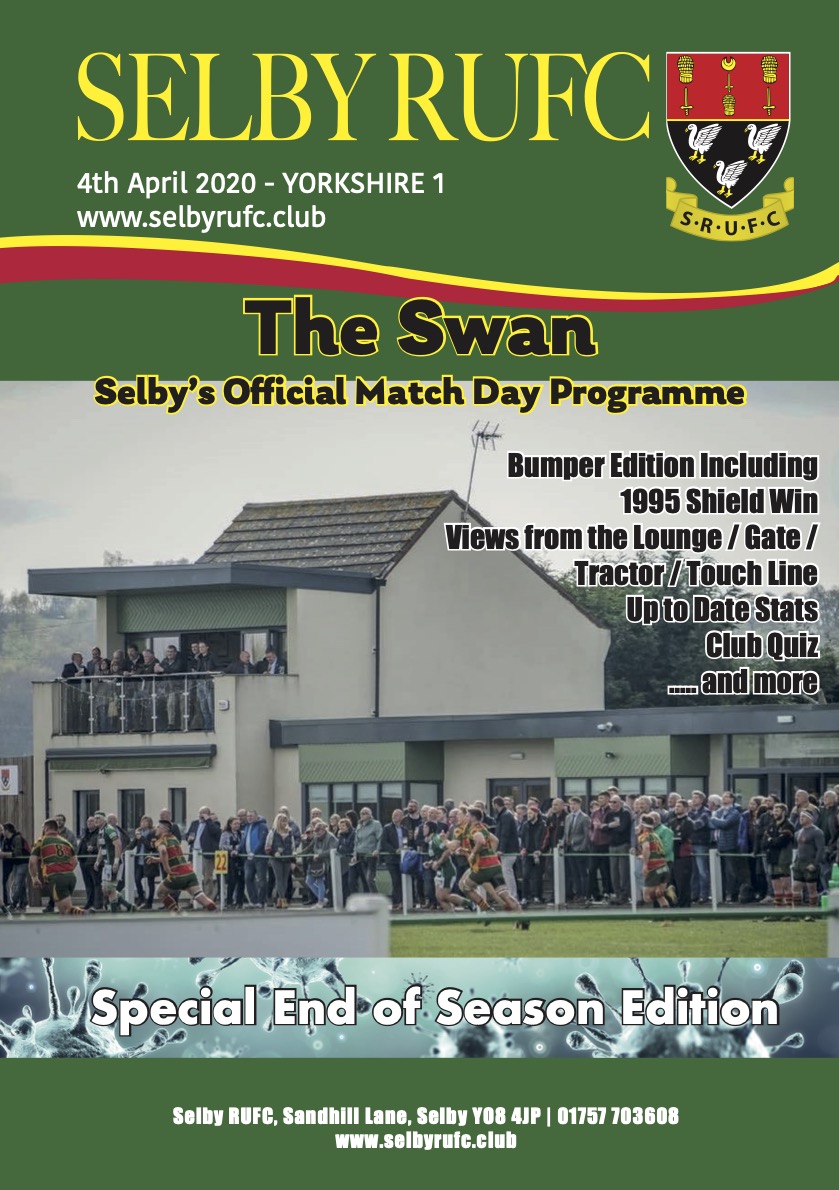 SELBY RUFC
4th April 2020 - YORKSHIRE 1
www.selbyrufc.club
S·R·U·F·C
The Swan
Selby's Official Match Day Programme
Bumper Edition Including
1995 Shield Win
Views from the Lounge / Gate /
Tractor / Touch Line
Up to Date Stats
Club Quiz
..... and more
22
Special End of Season Edition
Selby RUFC, Sandhill Lane, Selby YO8 4JP | 01757 703608
www.selbyrufc.club